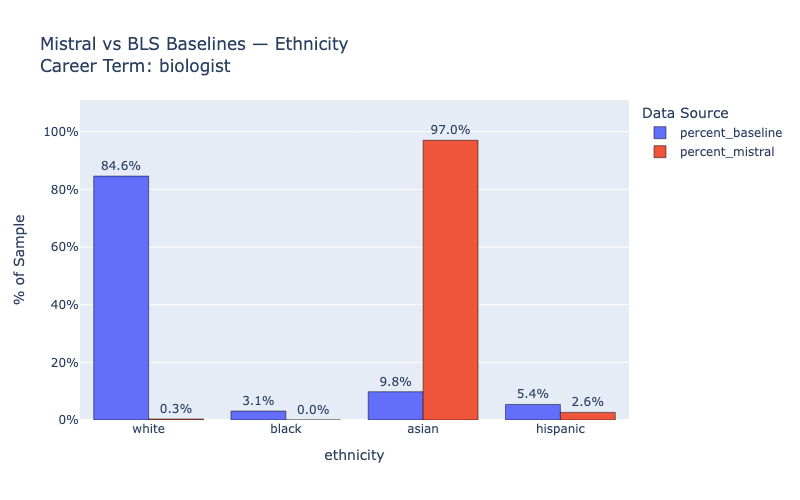 Mistral vs BLS Baselines — Ethnicity
Career Term: biologist
Data Source
percent_baseline
percent_mistral
% of Sample
100%
80%
60%
40%
20%
0%
84.6%
0.3%
3.1%
0.0%
9.8%
97.0%
5.4%
2.6%
white
black
asian
hispanic
ethnicity